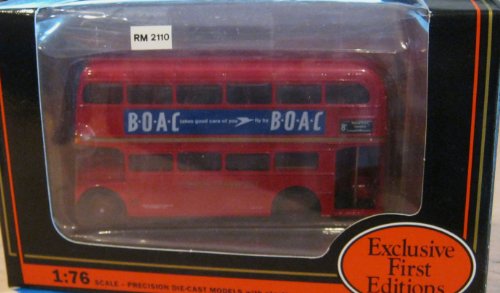 RM 2110
B·O·A·C takes good care of you fly by B·O·A·C
8
Exclusive
First
Editions
1:76 SCALE - PRECISION DIE-CAST MODELS